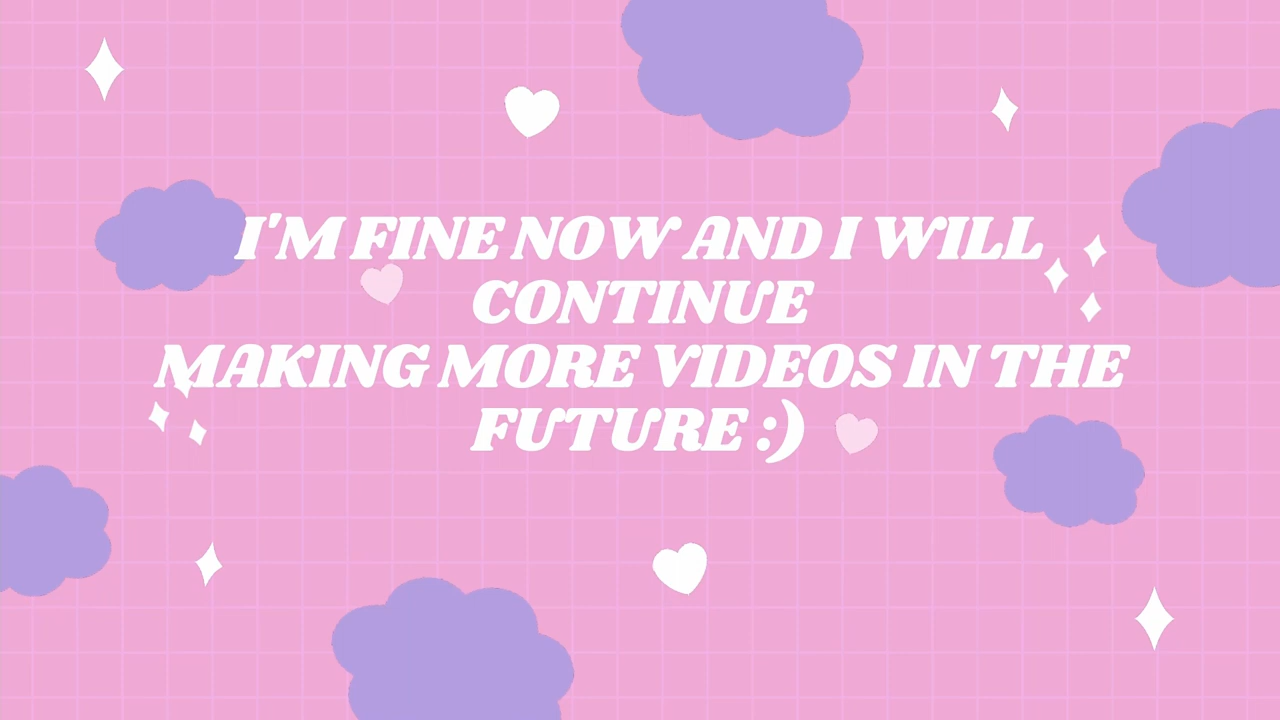 I'M FINE NOW AND I WILL
CONTINUE
MAKING MORE VIDEOS IN THE
FUTURE :)